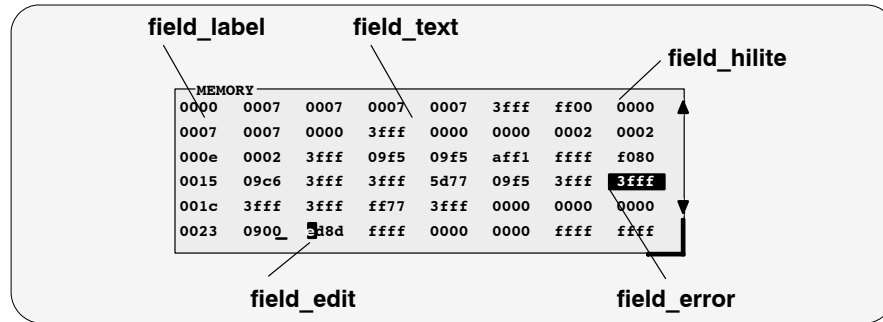 field_label field_text
field_hilite
MEMORY
0000 0007 0007 0007 0007 3fff ff00 0000
0007 0007 0000 3fff 0000 0000 0002 0002
000e 0002 3fff 09f5 09f5 aff1 ffff f080
0015 09c6 3fff 3fff 5d77 09f5 3fff 3fff
001c 3fff 3fff ff77 3fff 0000 0000 0000
0023 0900_ ed8d ffff 0000 0000 ffff ffff
field_edit field_error